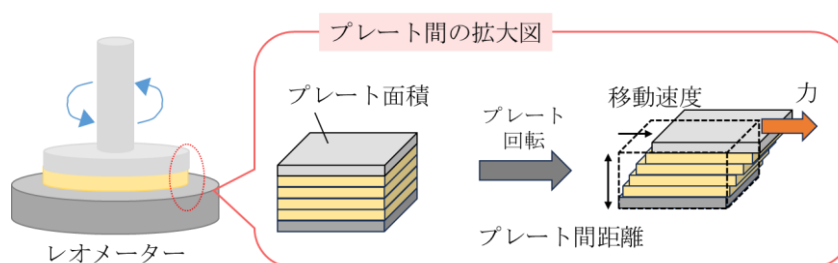 プレート間の拡大図
プレート面積
プレート
回転
移動速度
力
プレート間距離
レオメーター